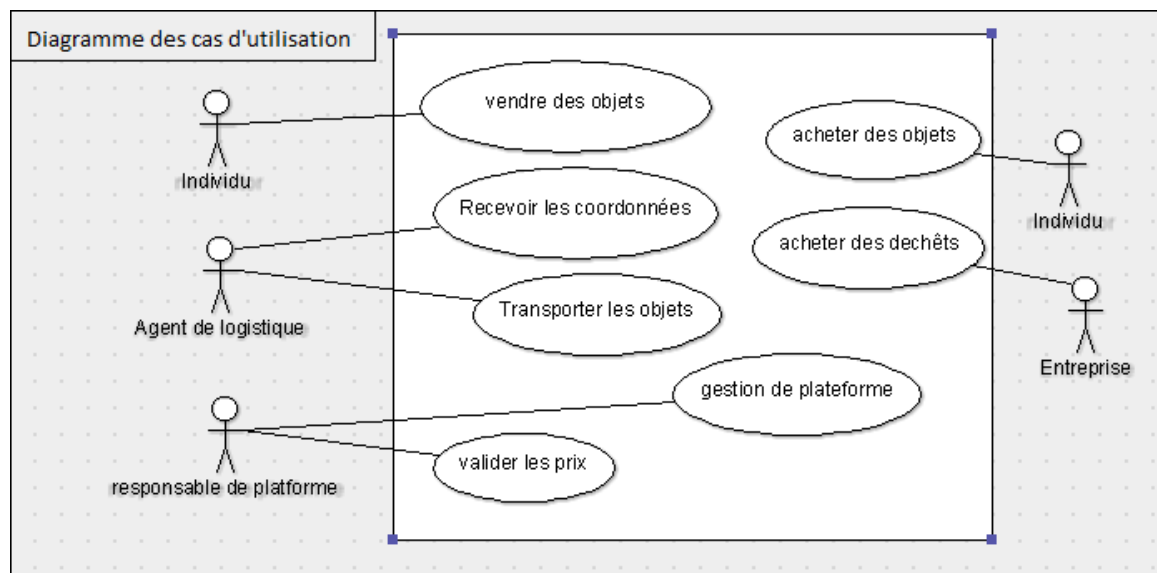 Diagramme des cas d'utilisation
vendre des objets
acheter des objets
Individu
Recevoir les coordonnées
Individu
acheter des dechêts
Transporter les objets
Agent de logistique
Entreprise
gestion de plateforme
valider les prix
responsable de platforme